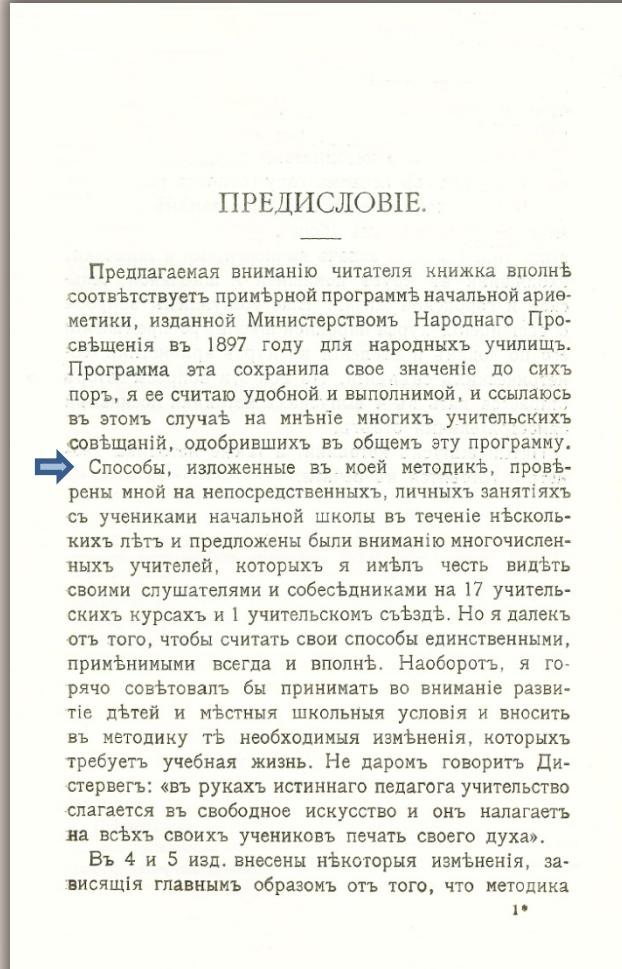 ПРЕДИСЛОВІЕ.
Предлагаемая вниманію читателя книжка вполнѣ
соотвѣтствуетъ примѣрной программѣ начальной ариѳ-
метики, изданной Министерствомъ Народнаго Про-
свѣщенія въ 1897 году для народныхъ училищъ.
Программа эта сохранила свое значеніе до сихъ
поръ, я ее считаю удобной и выполнимой, и ссылаюсь
въ этомъ случаѣ на мнѣніе многихъ учительскихъ
совѣщаній, одобрившихъ въ общемъ эту программу.
Способы, изложенные въ моей методикѣ, провѣ-
рены мной на непосредственныхъ, личныхъ занятіяхъ
съ учениками начальной школы въ теченіе нѣсколь-
кихъ лѣтъ и предложены были вниманію многочислен-
ныхъ учителей, которыхъ я имѣлъ честь видѣть
своими слушателями и собесѣдниками на 17 учитель-
скихъ курсахъ и 1 учительскомъ съѣздѣ. Но я далекъ
отъ того, чтобы считать свои способы единственными,
примѣнимыми всегда и вполнѣ. Наоборотъ, я го-
рячо совѣтовалъ бы принимать во вниманіе разви-
тіе дѣтей и мѣстныя школьныя условія и вносить
въ методику тѣ необходимыя измѣненія, которыхъ
требуетъ учебная жизнь. Не даромъ говоритъ Ди-
стервегъ: «въ рукахъ истиннаго педагога учительство
слагается въ свободное искусство и онъ налагаетъ
на всѣхъ своихъ учениковъ печать своего духа».
Въ 4 и 5 изд. внесены нѣкоторыя измѣненія, за-
висящія главнымъ образомъ отъ того, что методика
1*